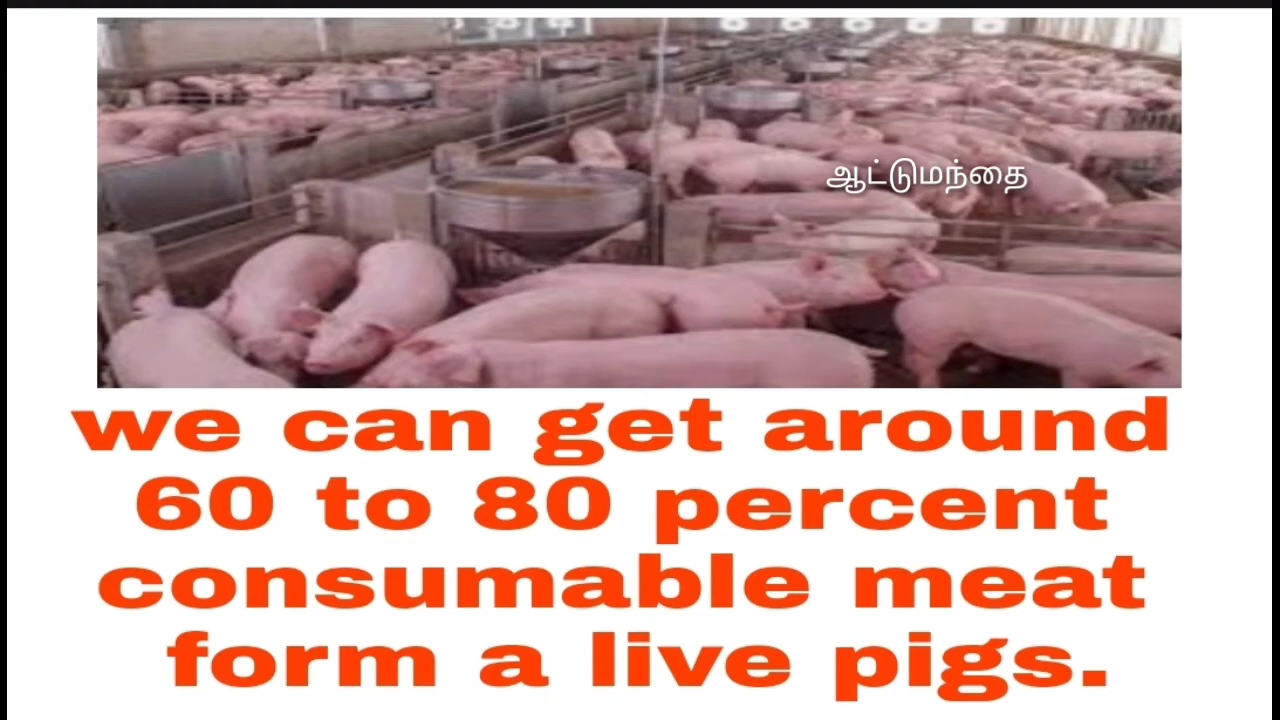 ஆட்டுமந்தை
we can get around
60 to 80 percent
consumable meat
form a live pigs.